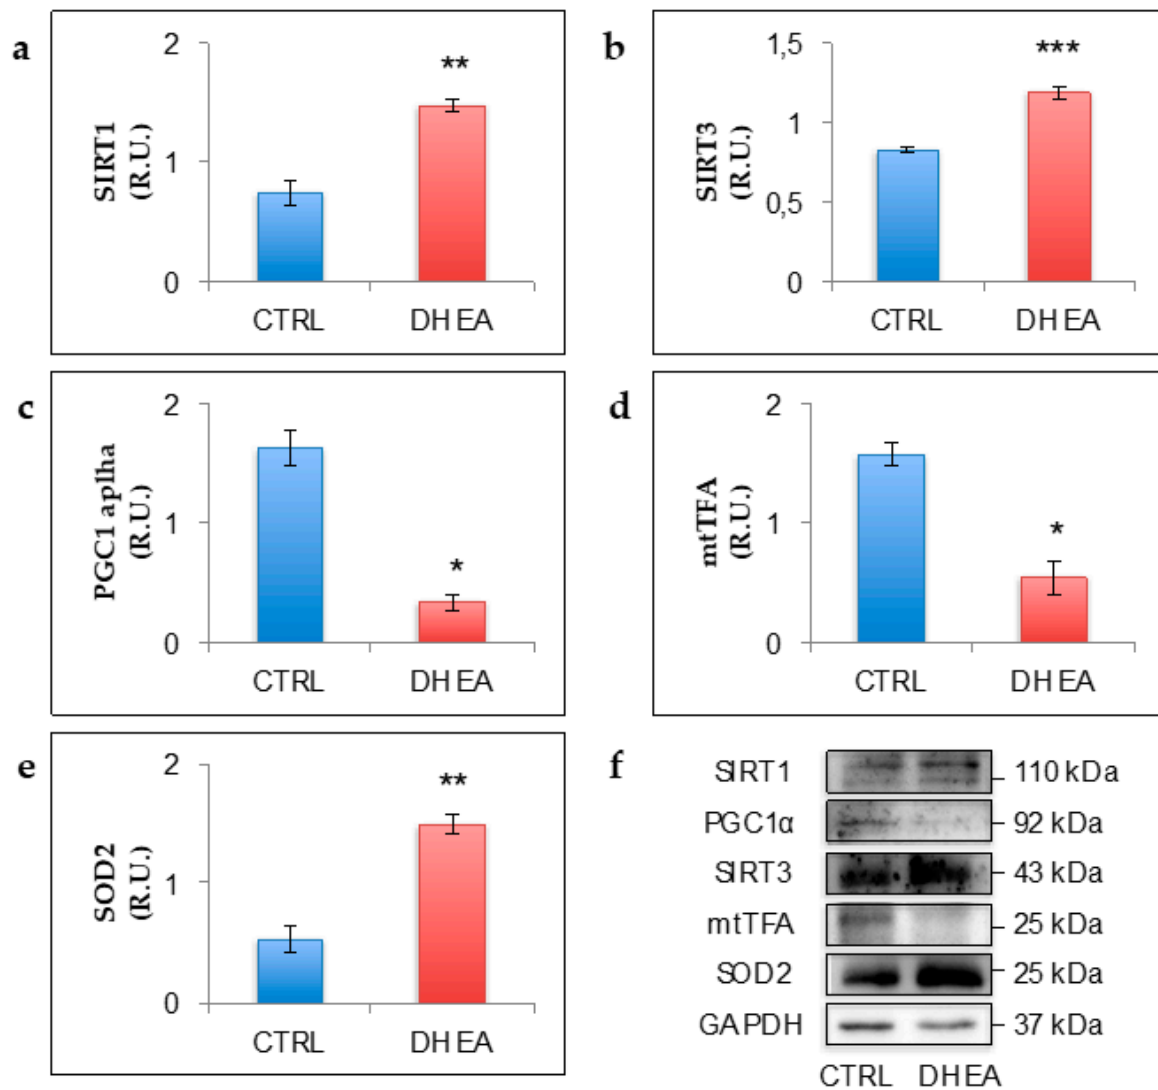 a
SIRT1
(R.U.)
2
1
0
**
CTRL DHEA
b
SIRT3
(R.U.)
1,5
1
0,5
0
***
CTRL DHEA
c
PGC1 aplha
(R.U.)
2
1
0
*
CTRL DHEA
d
mtTFA
(R.U.)
2
1
0
*
CTRL DHEA
e
SOD2
(R.U.)
2
1
0
**
CTRL DHEA
f
SIRT1 110 kDa
PGC1α 92 kDa
SIRT3 43 kDa
mtTFA 25 kDa
SOD2 25 kDa
GAPDH 37 kDa
CTRL DHEA